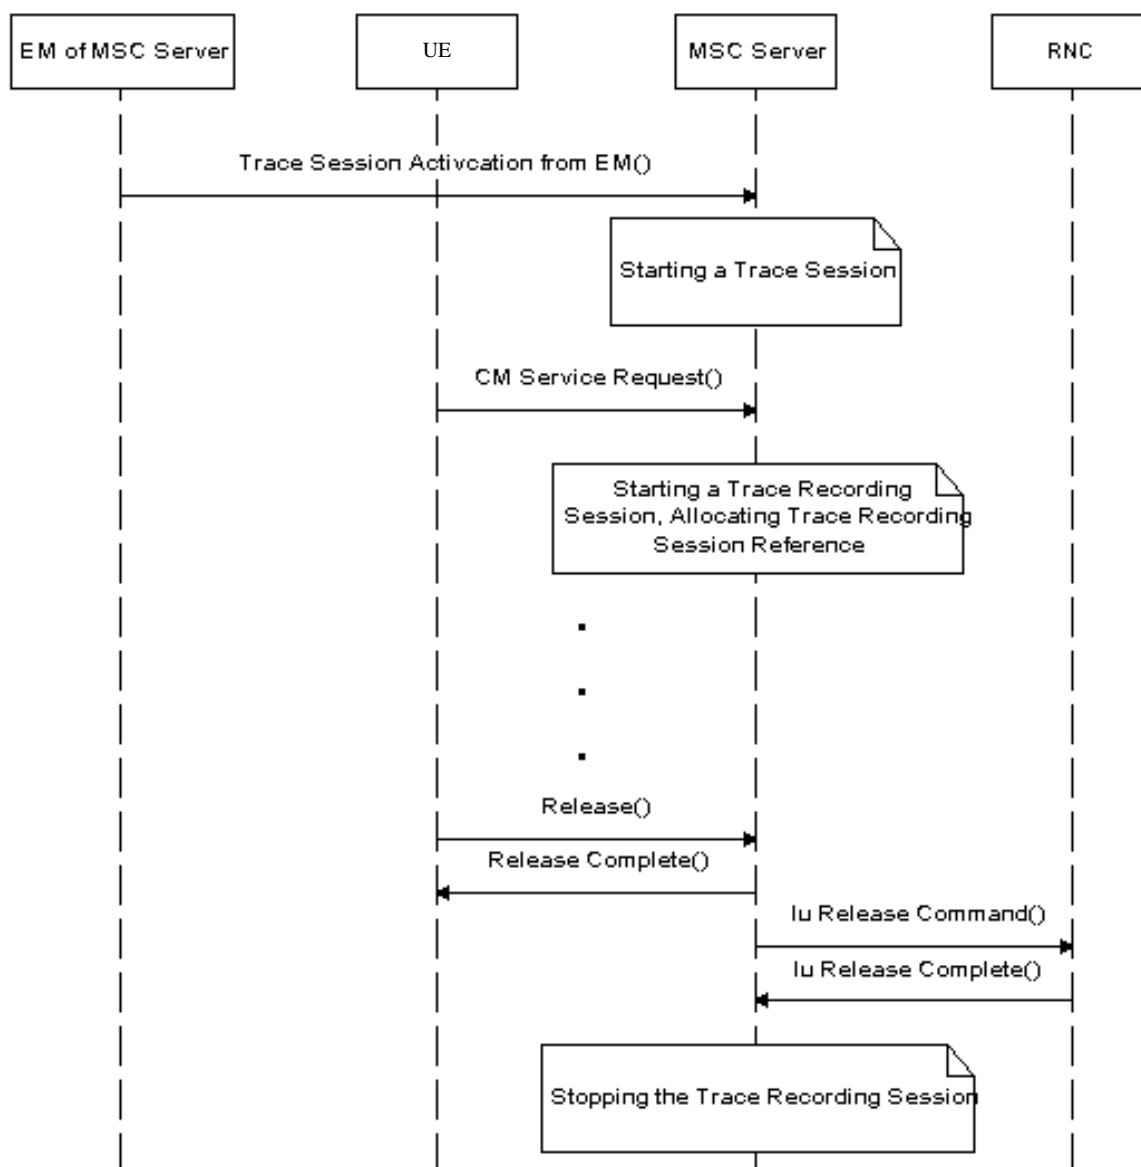 EM of MSC Server
UE
MSC Server
RNC
Trace Session Activcation from EM()
Starting a Trace Session
CM Service Request()
Starting a Trace Recording
Session, Allocating Trace Recording
Session Reference
Release()
Release Complete()
Iu Release Command()
Iu Release Complete()
Stopping the Trace Recording Session